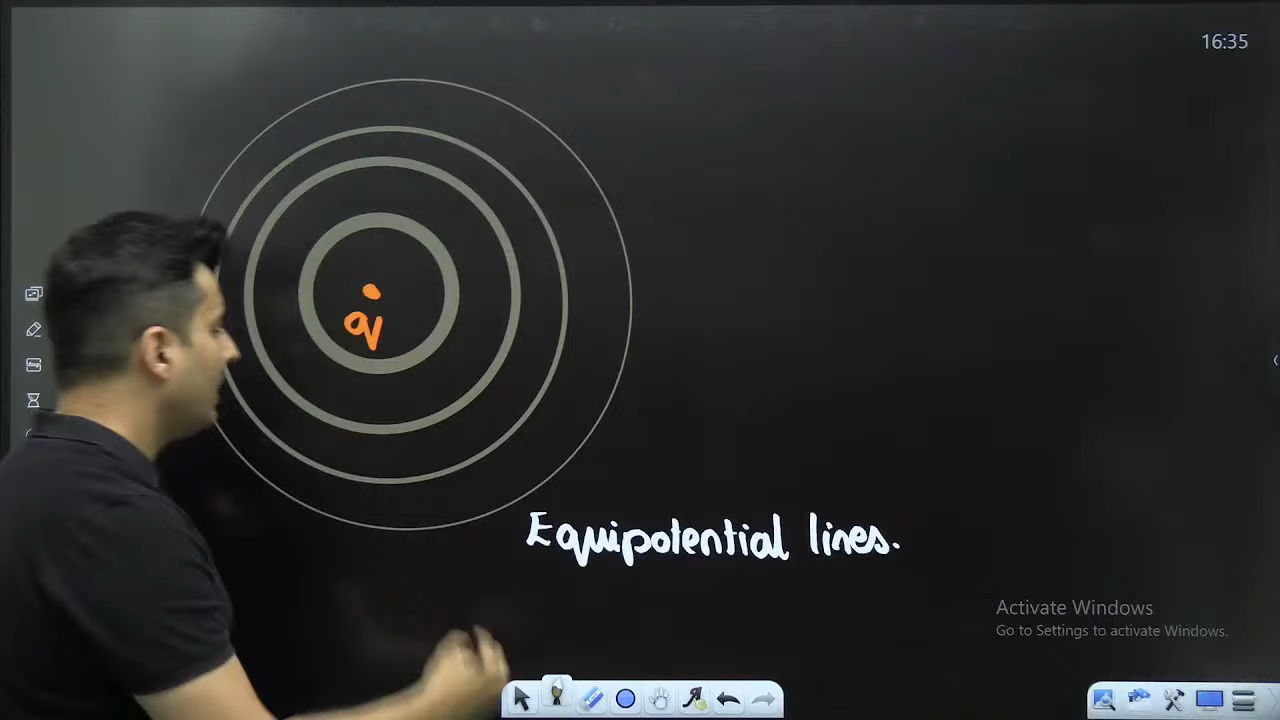 16:35
q
Equipotential lines.
Activate Windows
Go to Settings to activate Windows.